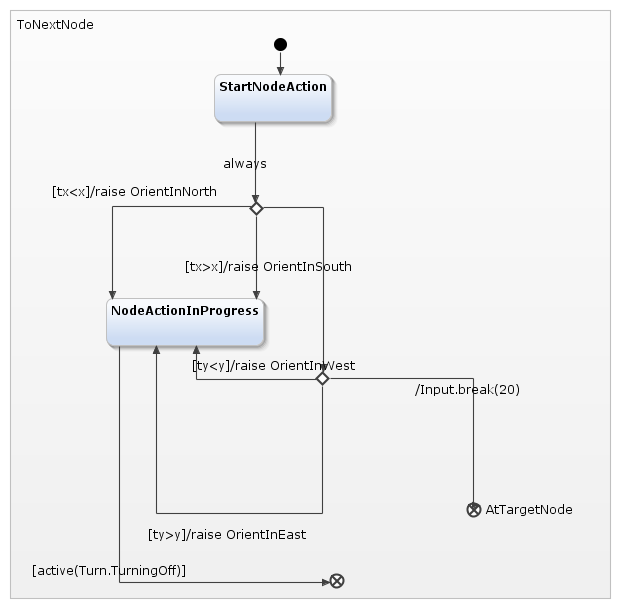 ToNextNode
StartNodeAction
always
[tx<x]/raise OrientInNorth
[tx>x]/raise OrientInSouth
NodeActionInProgress
[ty<y]/raise OrientInWest
/Input.break(20)
AtTargetNode
[ty>y]/raise OrientInEast
[active(Turn.TurningOff)]